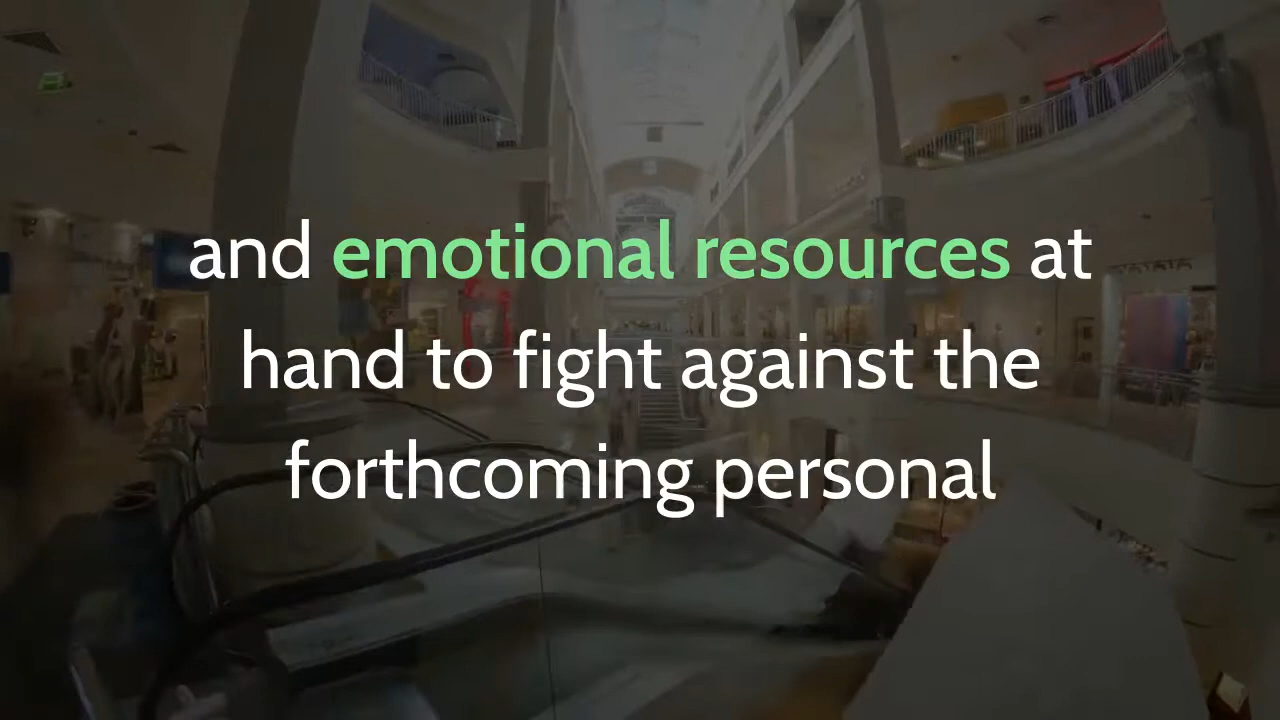 and emotional resources at
hand to fight against the
forthcoming personal